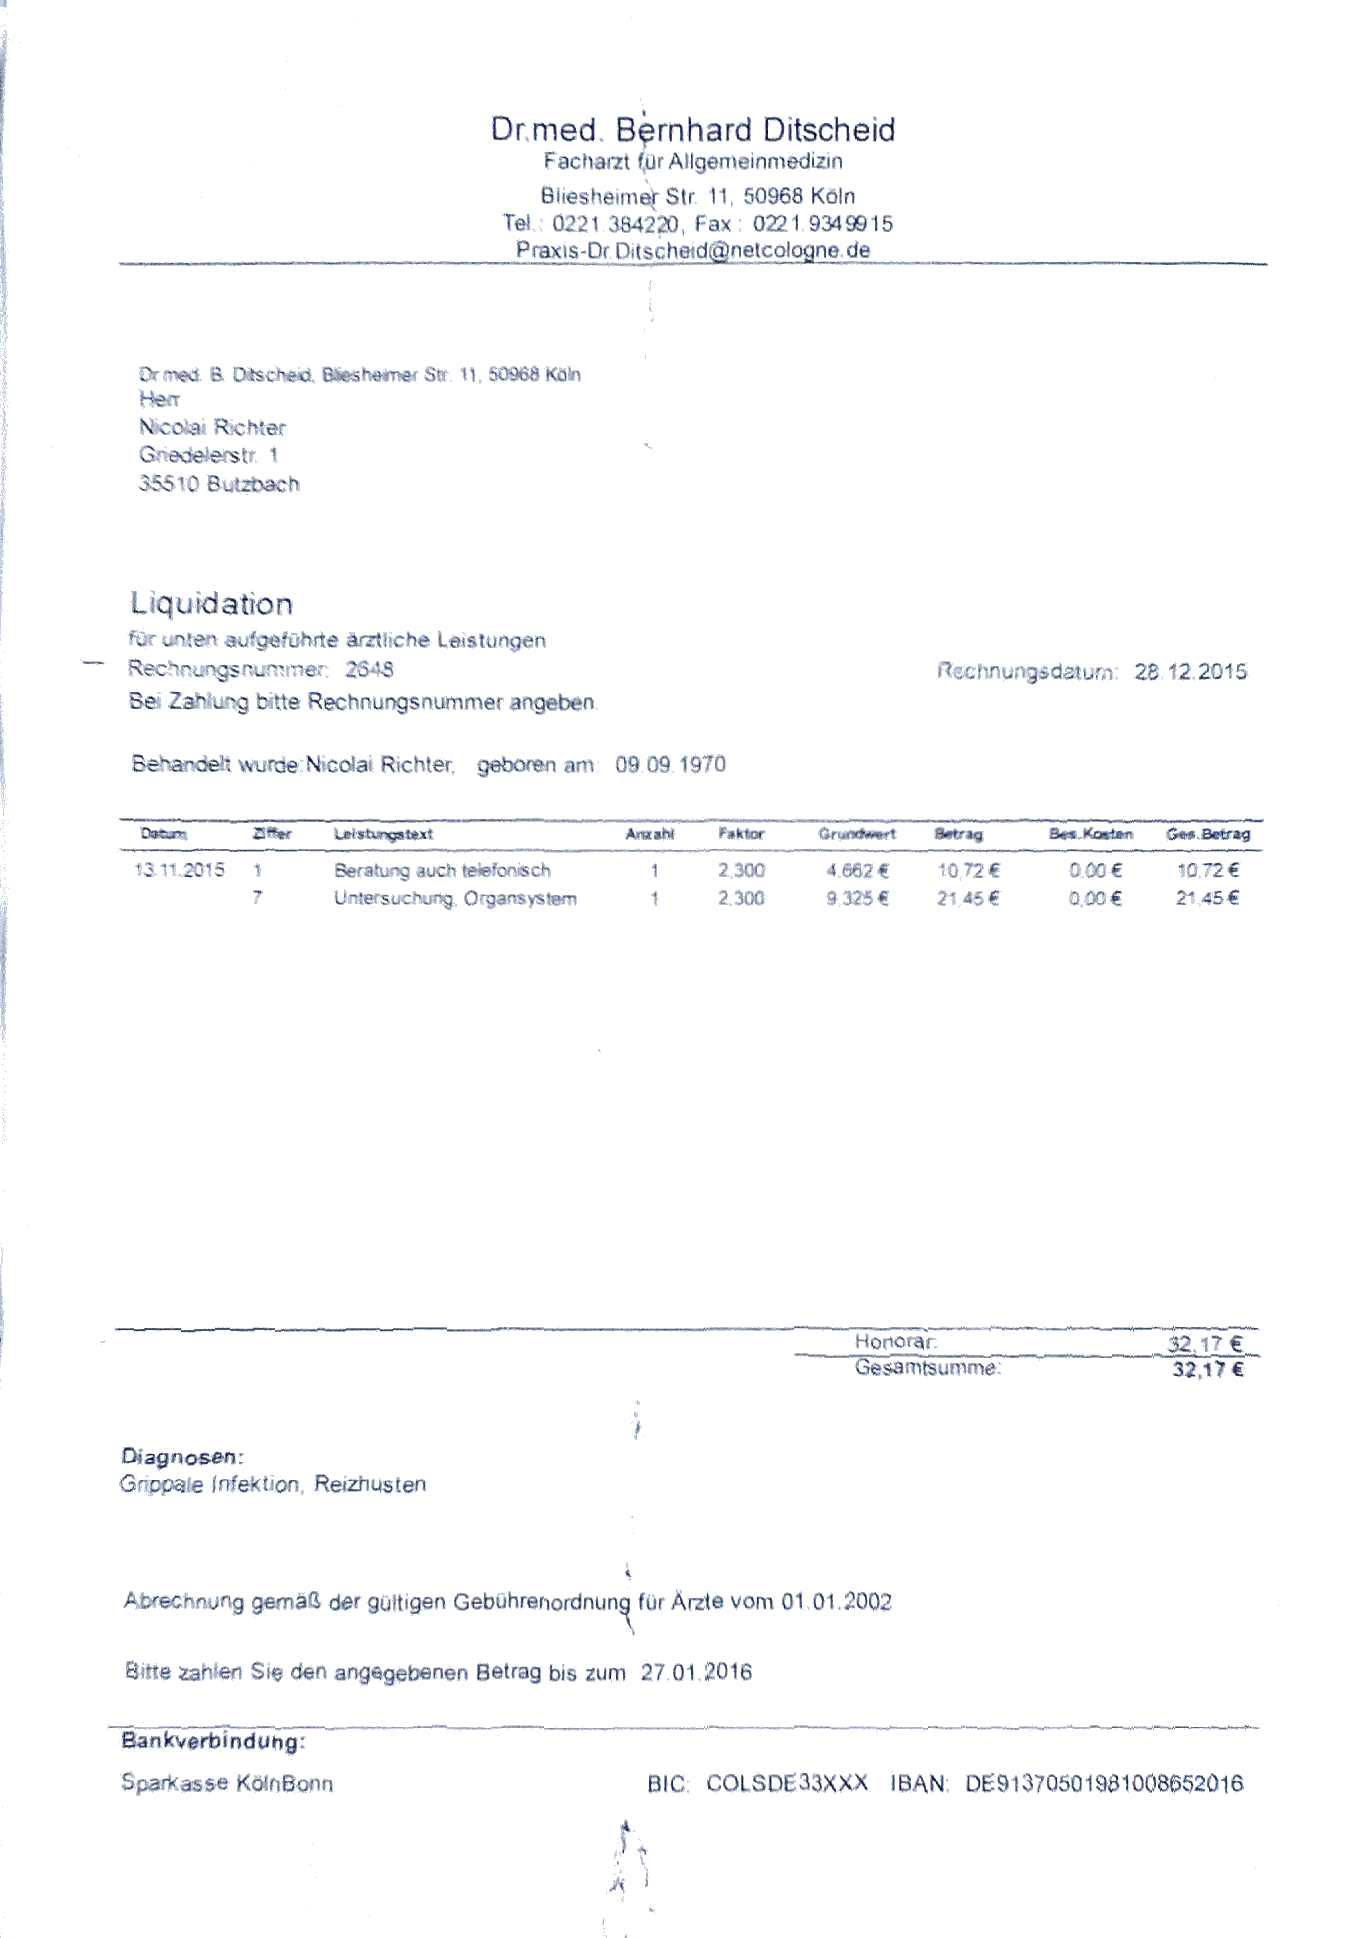 Dr.med. Bernhard Ditscheid
Facharzt für Allgemeinmedizin
Bliesheimer Str. 11, 50968 Köln
Tel.: 0221.384220, Fax : 0221.9349915
Praxis-Dr.Ditscheid@netcologne.de
Dr.med. B. Ditscheid, Bliesheimer Str. 11, 50968 Köln
Herr
Nicolai Richter
Griedelerstr. 1
35510 Butzbach
Liquidation
für unten aufgeführte ärztliche Leistungen
Rechnungsnummer: 2648 Rechnungsdatum: 28.12.2015
Bei Zahlung bitte Rechnungsnummer angeben.
Behandelt wurde:Nicolai Richter, geboren am: 09.09.1970
Datum Ziffer Leistungstext Anzahl Faktor Grundwert Betrag Bes.Kosten Ges.Betrag
13.11.2015 1 Beratung auch telefonisch 1 2,300 4,662 € 10,72 € 0,00 € 10,72 €
7 Untersuchung, Organsystem 1 2,300 9,325 € 21,45 € 0,00 € 21,45 €
Honorar: 32,17 €
Gesamtsumme: 32,17 €
Diagnosen:
Grippale Infektion, Reizhusten
Abrechnung gemäß der gültigen Gebührenordnung für Ärzte vom 01.01.2002
Bitte zahlen Sie den angegebenen Betrag bis zum 27.01.2016
Bankverbindung:
Sparkasse KölnBonn BIC: COLSDE33XXX IBAN: DE91370501981008652016